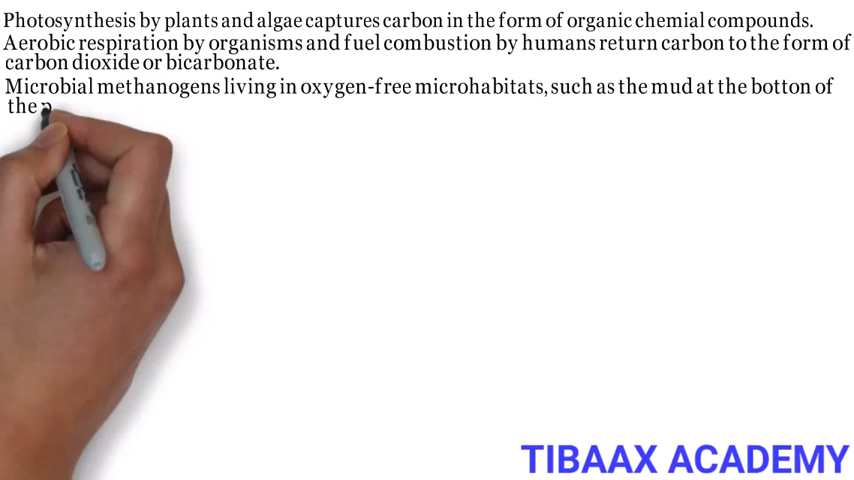 Photosynthesis by plants and algae captures carbon in the form of organic chemial compounds.
Aerobic respiration by organisms and fuel combustion by humans return carbon to the form of
carbon dioxide or bicarbonate.
Microbial methanogens living in oxygen-free microhabitats, such as the mud at the botton of
the
TIBAAX ACADEMY